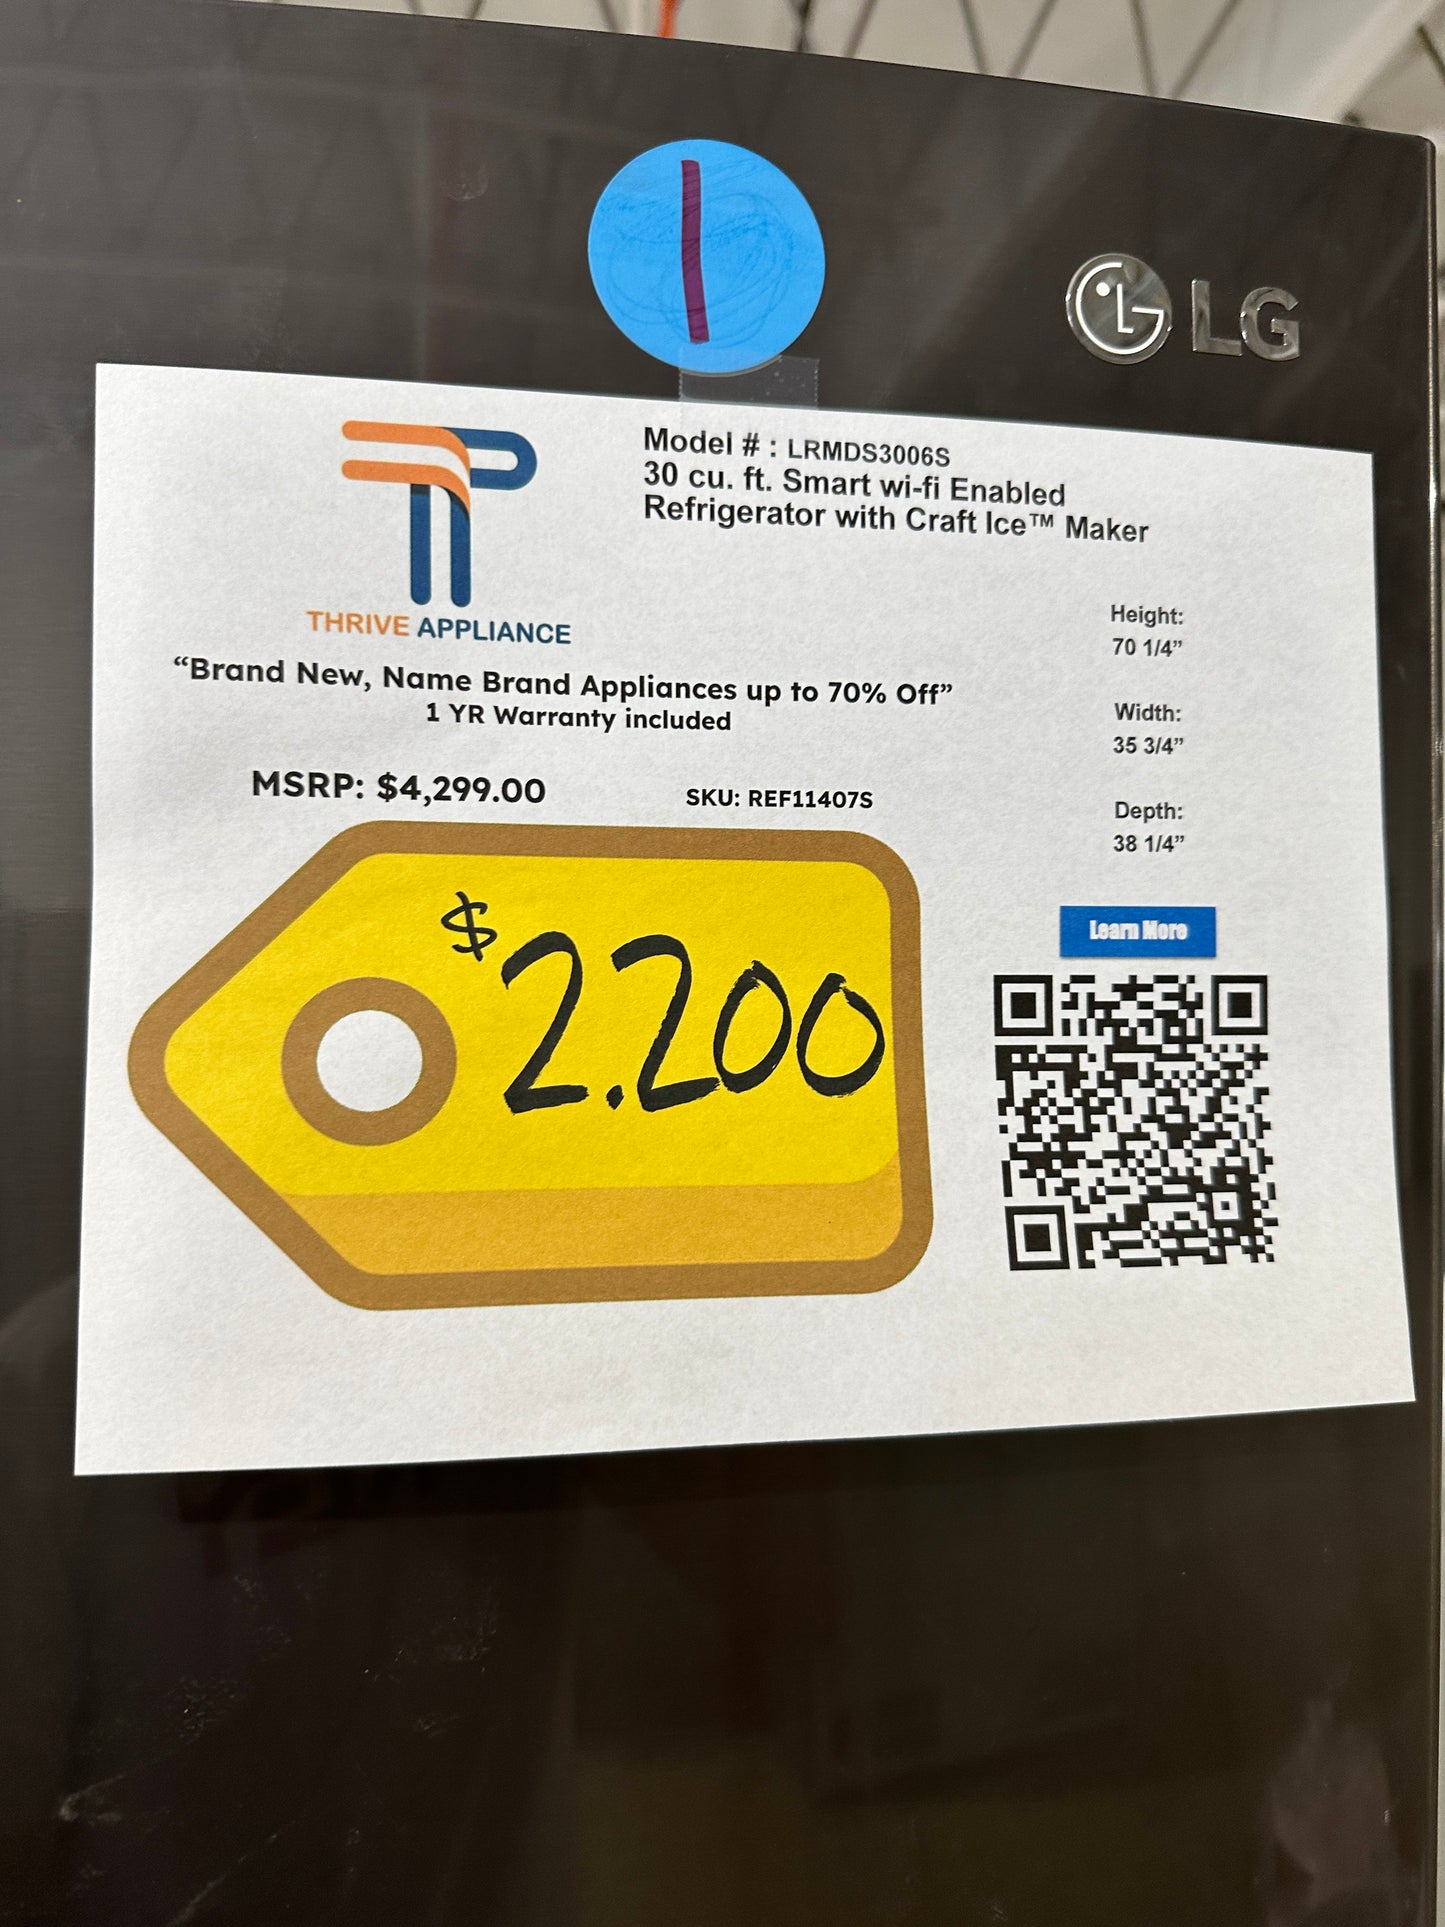 1
LG
Model # : LRMDS3006S
30 cu. ft. Smart wi-fi Enabled
Refrigerator with Craft Ice™ Maker
THRIVE APPLIANCE
“Brand New, Name Brand Appliances up to 70% Off”
1 YR Warranty included
MSRP: $4,299.00
SKU: REF11407S
Height:
70 1/4”
Width:
35 3/4”
Depth:
38 1/4”
$2.200
Learn More